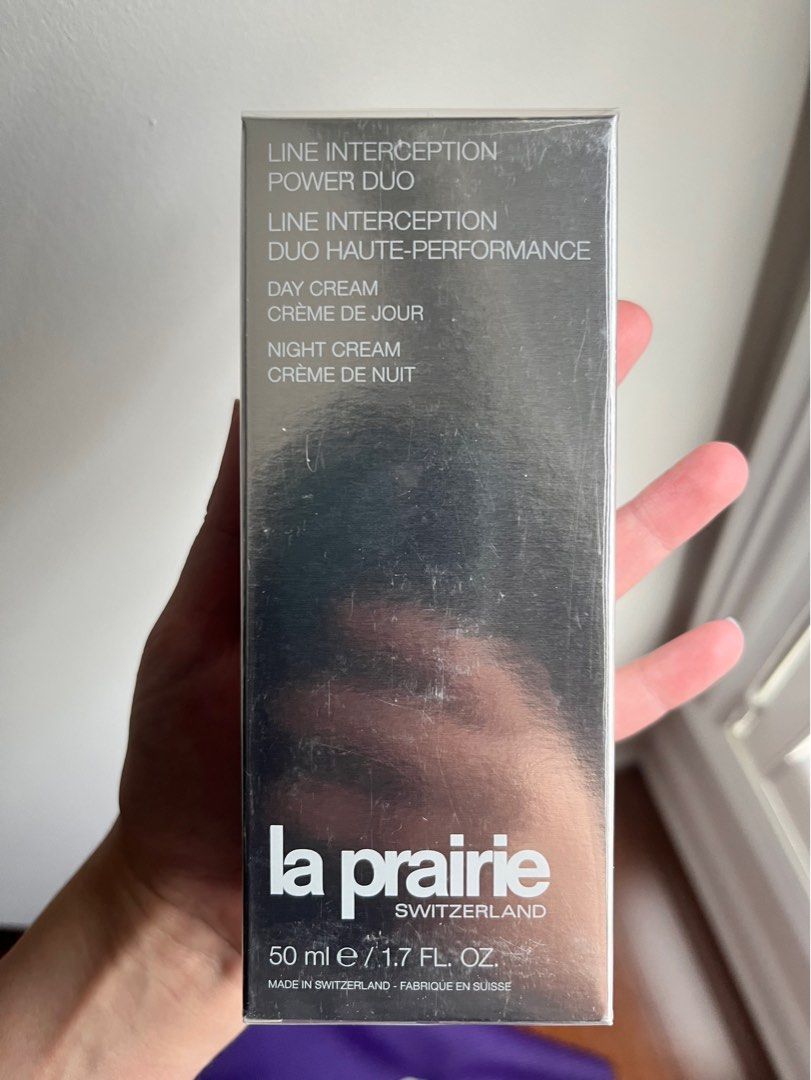 LINE INTERCEPTION
POWER DUO
LINE INTERCEPTION
DUO HAUTE-PERFORMANCE
DAY CREAM
CRÈME DE JOUR
NIGHT CREAM
CRÈME DE NUIT
la prairie
SWITZERLAND
50 ml ℮ / 1.7 FL. OZ.
MADE IN SWITZERLAND - FABRIQUE EN SUISSE